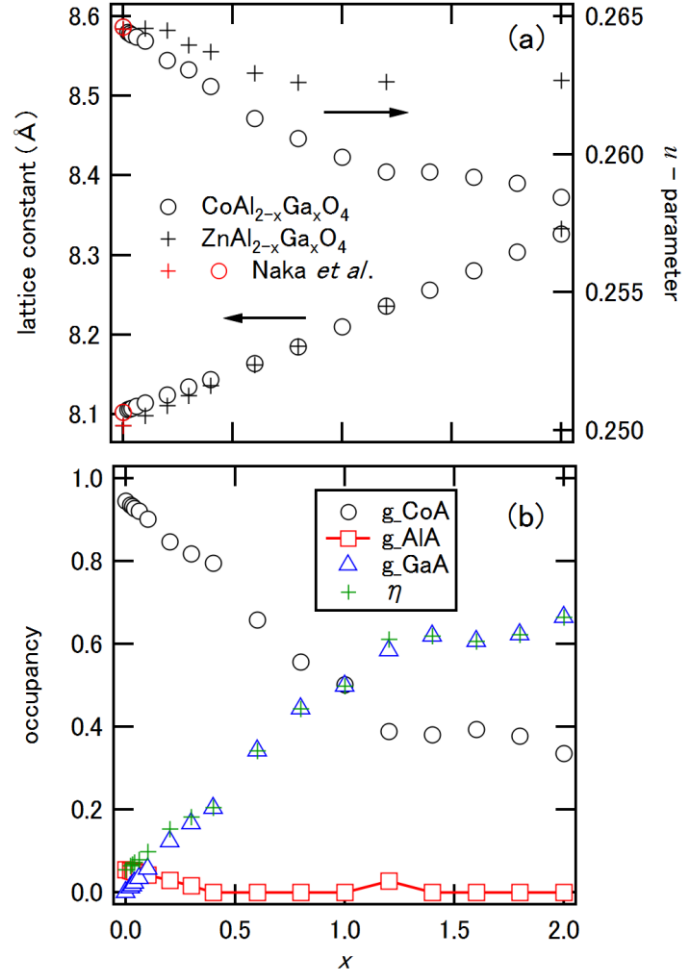 8.6
8.5
8.4
8.3
8.2
8.1
lattice constant (Å)
(a)
0.265
0.260
0.255
0.250
u - parameter
CoAl2-xGaxO4
ZnAl2-xGaxO4
Naka et al.
1.0
0.8
0.6
0.4
0.2
0.0
occupancy
(b)
g_CoA
g_AlA
g_GaA
η
0.0 0.5 1.0 1.5 2.0
x